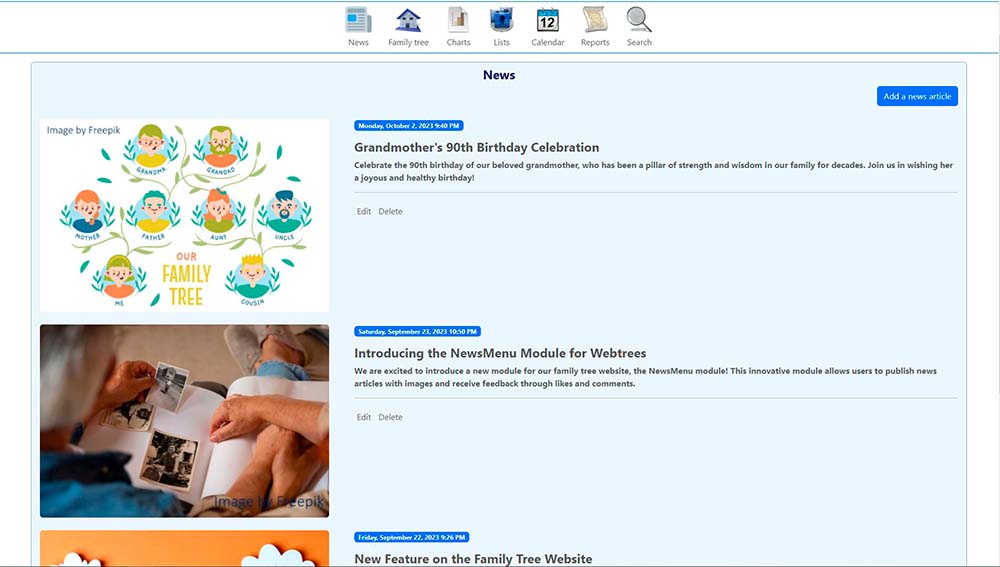 News Family tree Charts Lists Calendar Reports Search
12
News
Add a news article
Image by Freepik
GRANDMA GRANDAD
MOTHER FATHER AUNT UNCLE
OUR
FAMILY
TREE
ME COUSIN
Monday, October 2, 2023 9:40 PM
Grandmother's 90th Birthday Celebration
Celebrate the 90th birthday of our beloved grandmother, who has been a pillar of strength and wisdom in our family for decades. Join us in wishing her
a joyous and healthy birthday!
Edit Delete
Image by Freepik
Saturday, September 23, 2023 10:50 PM
Introducing the NewsMenu Module for Webtrees
We are excited to introduce a new module for our family tree website, the NewsMenu module! This innovative module allows users to publish news
articles with images and receive feedback through likes and comments.
Edit Delete
Friday, September 22, 2023 9:26 PM
New Feature on the Family Tree Website